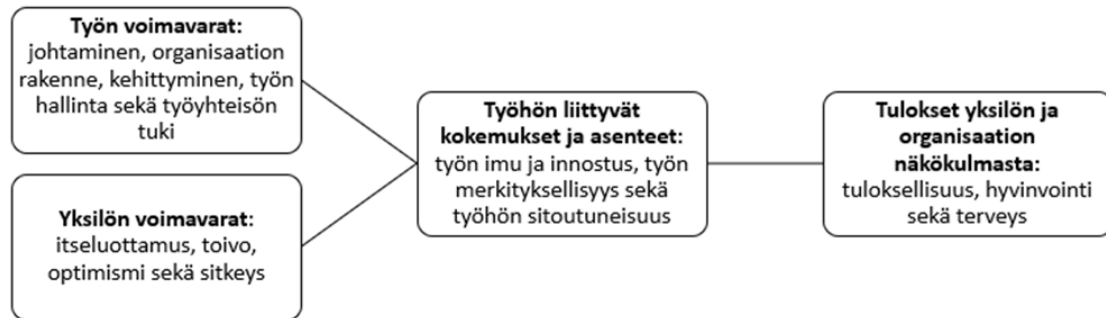 Työn voimavarat:
johtaminen, organisaation
rakenne, kehittyminen, työn
hallinta sekä työyhteisön
tuki
Yksilön voimavarat:
itseluottamus, toivo,
optimismi sekä sitkeys
Työhön liittyvät
kokemukset ja asenteet:
työn imu ja innostus, työn
merkityksellisyys sekä
työhön sitoutuneisuus
Tulokset yksilön ja
organisaation
näkökulmasta:
tuloksellisuus, hyvinvointi
sekä terveys